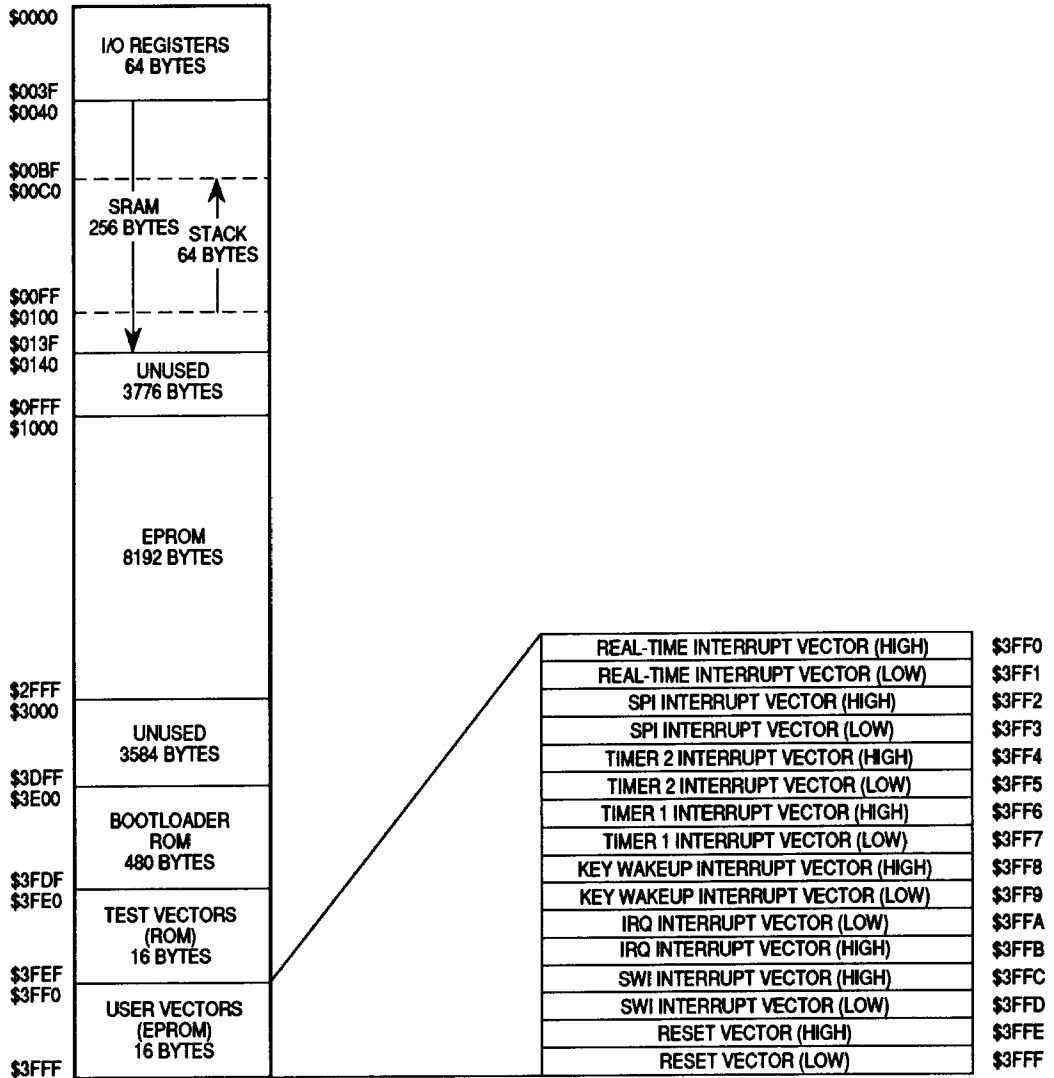 $0000
I/O REGISTERS
64 BYTES
$003F
$0040
$00BF
$00C0
SRAM
256 BYTES
STACK
64 BYTES
$00FF
$0100
$013F
$0140
UNUSED
3776 BYTES
$0FFF
$1000
EPROM
8192 BYTES
$2FFF
$3000
UNUSED
3584 BYTES
$3DFF
$3E00
BOOTLOADER
ROM
480 BYTES
$3FDF
$3FE0
TEST VECTORS
(ROM)
16 BYTES
$3FEF
$3FF0
USER VECTORS
(EPROM)
16 BYTES
$3FFF
REAL-TIME INTERRUPT VECTOR (HIGH) $3FF0
REAL-TIME INTERRUPT VECTOR (LOW) $3FF1
SPI INTERRUPT VECTOR (HIGH) $3FF2
SPI INTERRUPT VECTOR (LOW) $3FF3
TIMER 2 INTERRUPT VECTOR (HIGH) $3FF4
TIMER 2 INTERRUPT VECTOR (LOW) $3FF5
TIMER 1 INTERRUPT VECTOR (HIGH) $3FF6
TIMER 1 INTERRUPT VECTOR (LOW) $3FF7
KEY WAKEUP INTERRUPT VECTOR (HIGH) $3FF8
KEY WAKEUP INTERRUPT VECTOR (LOW) $3FF9
IRQ INTERRUPT VECTOR (LOW) $3FFA
IRQ INTERRUPT VECTOR (HIGH) $3FFB
SWI INTERRUPT VECTOR (HIGH) $3FFC
SWI INTERRUPT VECTOR (LOW) $3FFD
RESET VECTOR (HIGH) $3FFE
RESET VECTOR (LOW) $3FFF